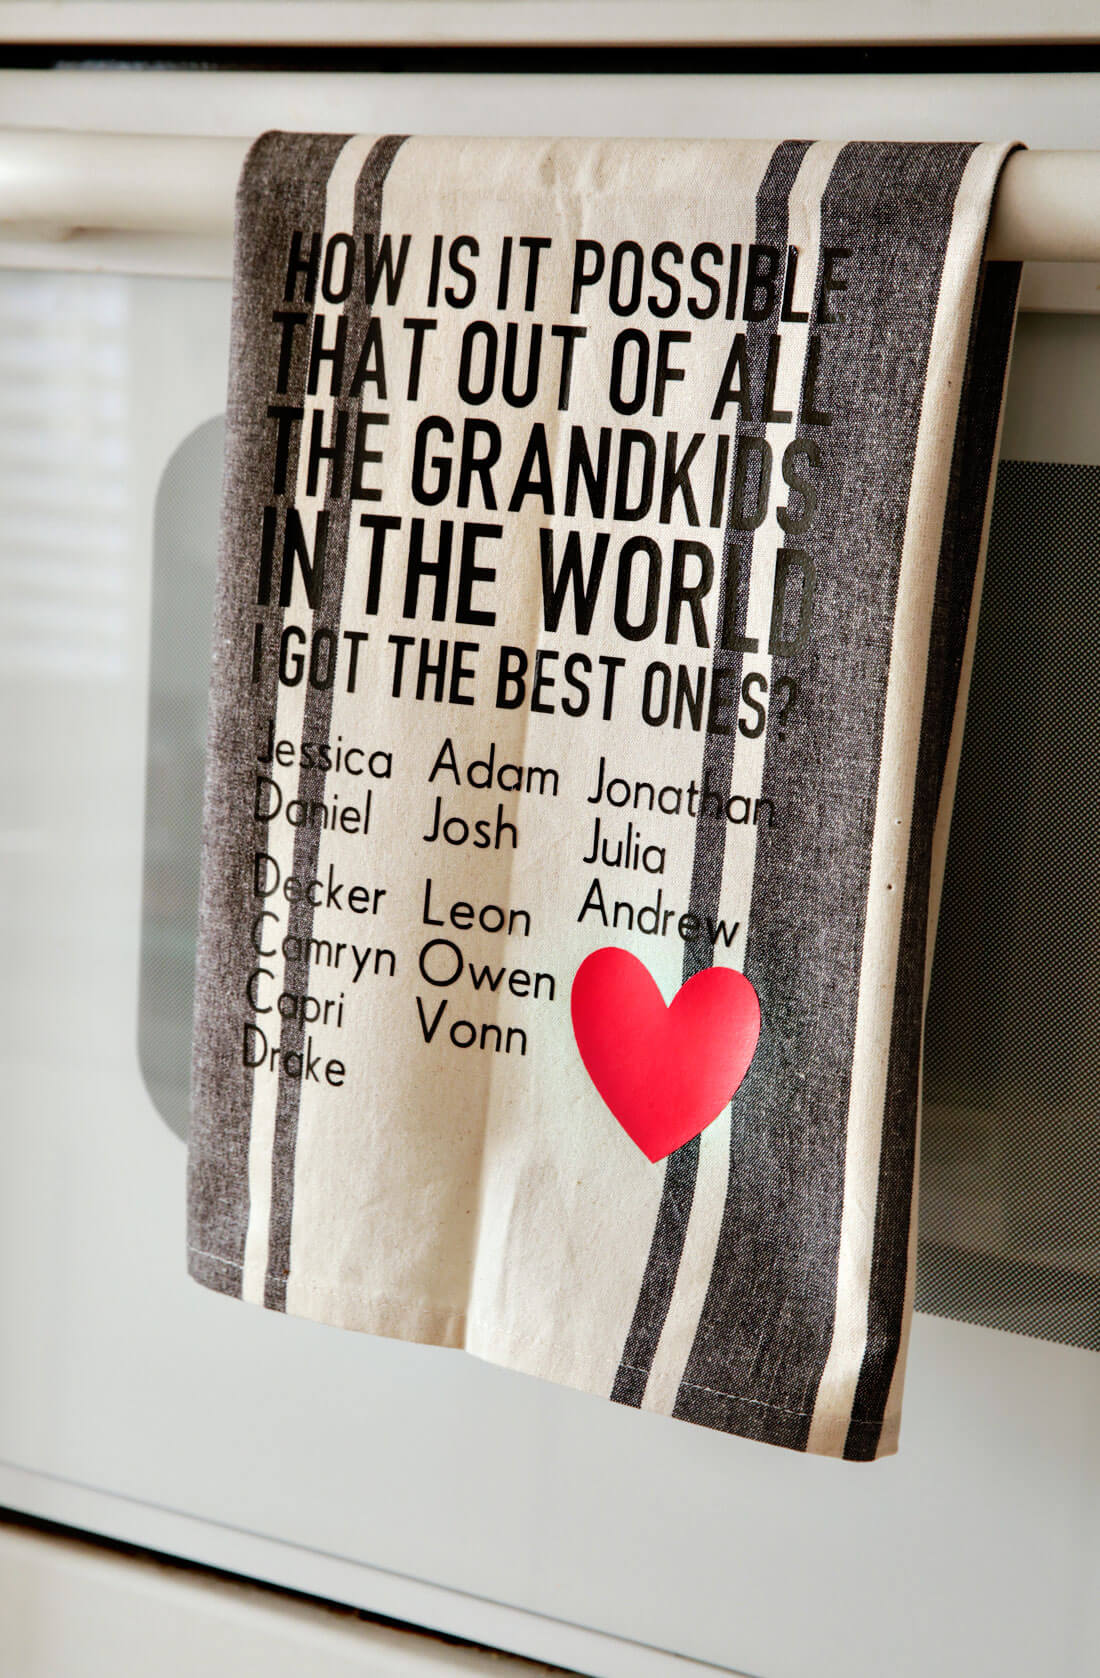 HOW IS IT POSSIBLE
THAT OUT OF ALL
THE GRANDKIDS
IN THE WORLD
I GOT THE BEST ONES?
Jessica Adam Jonathan
Daniel Josh Julia
Decker Leon Andrew
Camryn Owen
Capri Vonn
Drake